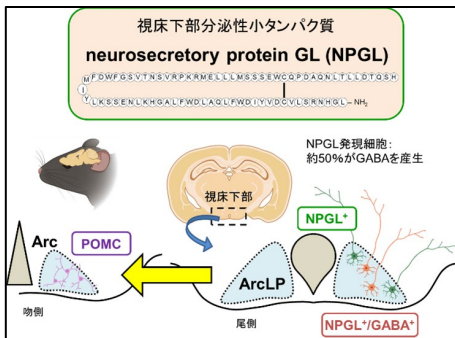 視床下部分泌性小タンパク質
neurosecretory protein GL (NPGL)
MFDWFGSVTNSVRPKRMELLLMSSSEWCQPDAQNLTLLDTQSH
IYLKSSENLKHGALFWDLAQLFWDIYVDCVLSRNHGL–NH₂
NPGL発現細胞:
約50%がGABAを産生
視床下部
NPGL⁺
Arc
POMC
ArcLP
吻側
尾側
NPGL⁺/GABA⁺